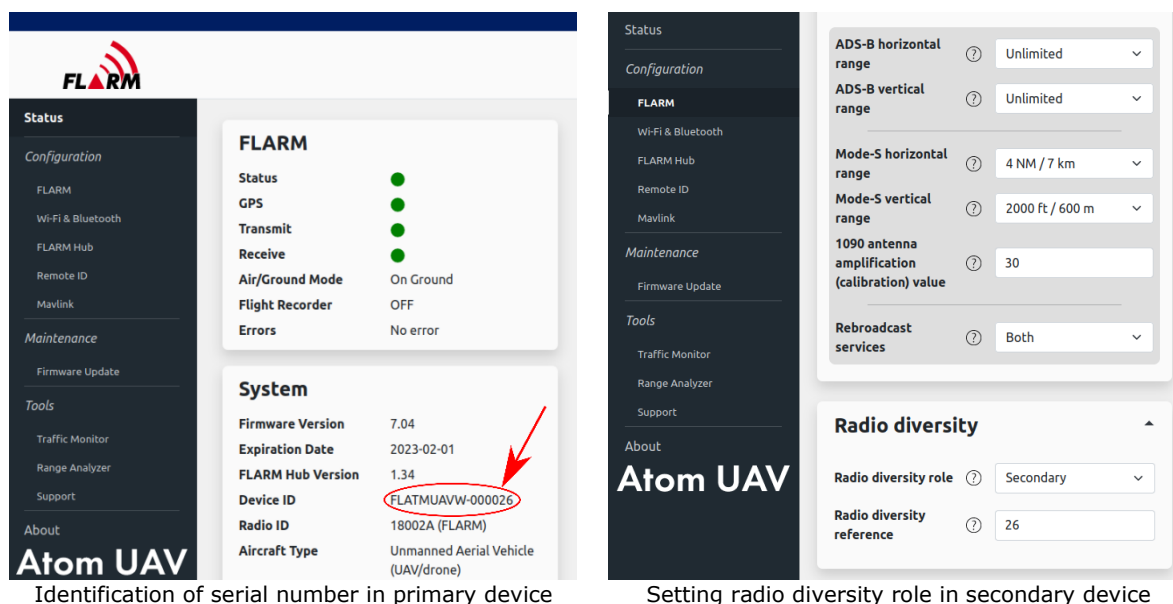 FLARM
Status
Configuration
FLARM
Wi-Fi & Bluetooth
FLARM Hub
Remote ID
Mavlink
Maintenance
Firmware Update
Tools
Traffic Monitor
Range Analyzer
Support
About
Atom UAV
FLARM
Status
GPS
Transmit
Receive
Air/Ground Mode On Ground
Flight Recorder OFF
Errors No error
System
Firmware Version 7.04
Expiration Date 2023-02-01
FLARM Hub Version 1.34
Device ID FLATMUAVW-000026
Radio ID 18002A (FLARM)
Aircraft Type Unmanned Aerial Vehicle
(UAV/drone)
Identification of serial number in primary device
Status
Configuration
FLARM
Wi-Fi & Bluetooth
FLARM Hub
Remote ID
Mavlink
Maintenance
Firmware Update
Tools
Traffic Monitor
Range Analyzer
Support
About
Atom UAV
ADS-B horizontal
range ? Unlimited
ADS-B vertical
range ? Unlimited
Mode-S horizontal
range ? 4 NM / 7 km
Mode-S vertical
range ? 2000 ft / 600 m
1090 antenna
amplification ? 30
(calibration) value
Rebroadcast
services ? Both
Radio diversity
Radio diversity role ? Secondary
Radio diversity
reference ? 26
Setting radio diversity role in secondary device